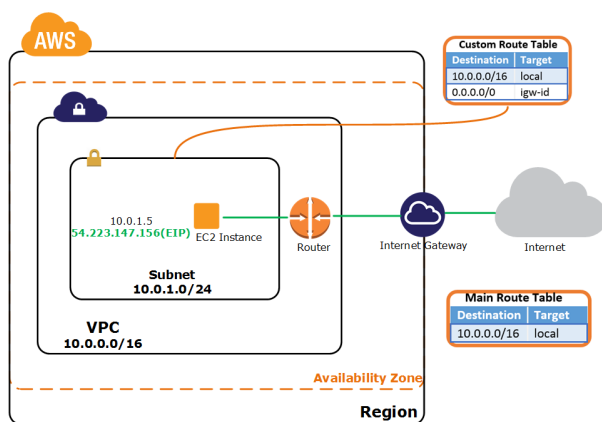 AWS
Custom Route Table
Destination Target
10.0.0.0/16 local
0.0.0.0/0 igw-id
10.0.1.5
54.223.147.156(EIP)
EC2 Instance
Router
Internet Gateway
Internet
Subnet
10.0.1.0/24
Main Route Table
Destination Target
10.0.0.0/16 local
VPC
10.0.0.0/16
Availability Zone
Region